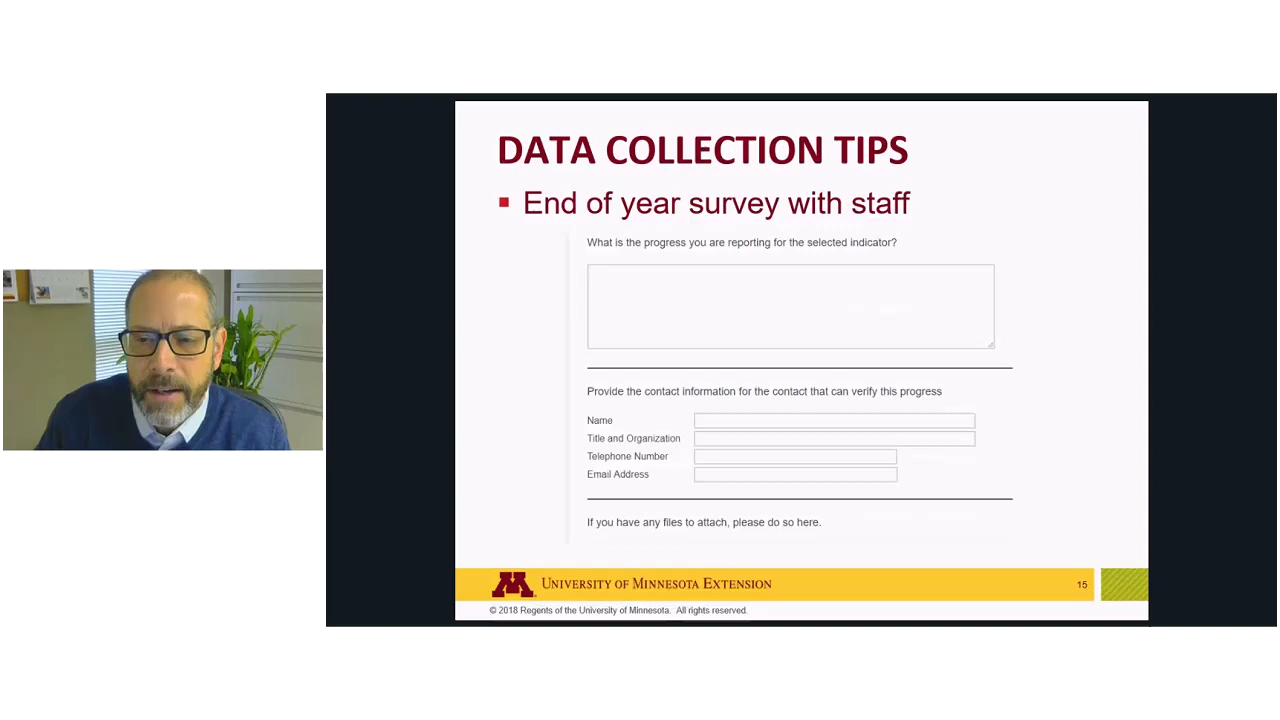 DATA COLLECTION TIPS
End of year survey with staff
What is the progress you are reporting for the selected indicator?
Provide the contact information for the contact that can verify this progress
Name
Title and Organization
Telephone Number
Email Address
If you have any files to attach, please do so here.
M UNIVERSITY OF MINNESOTA EXTENSION
15
© 2018 Regents of the University of Minnesota. All rights reserved.